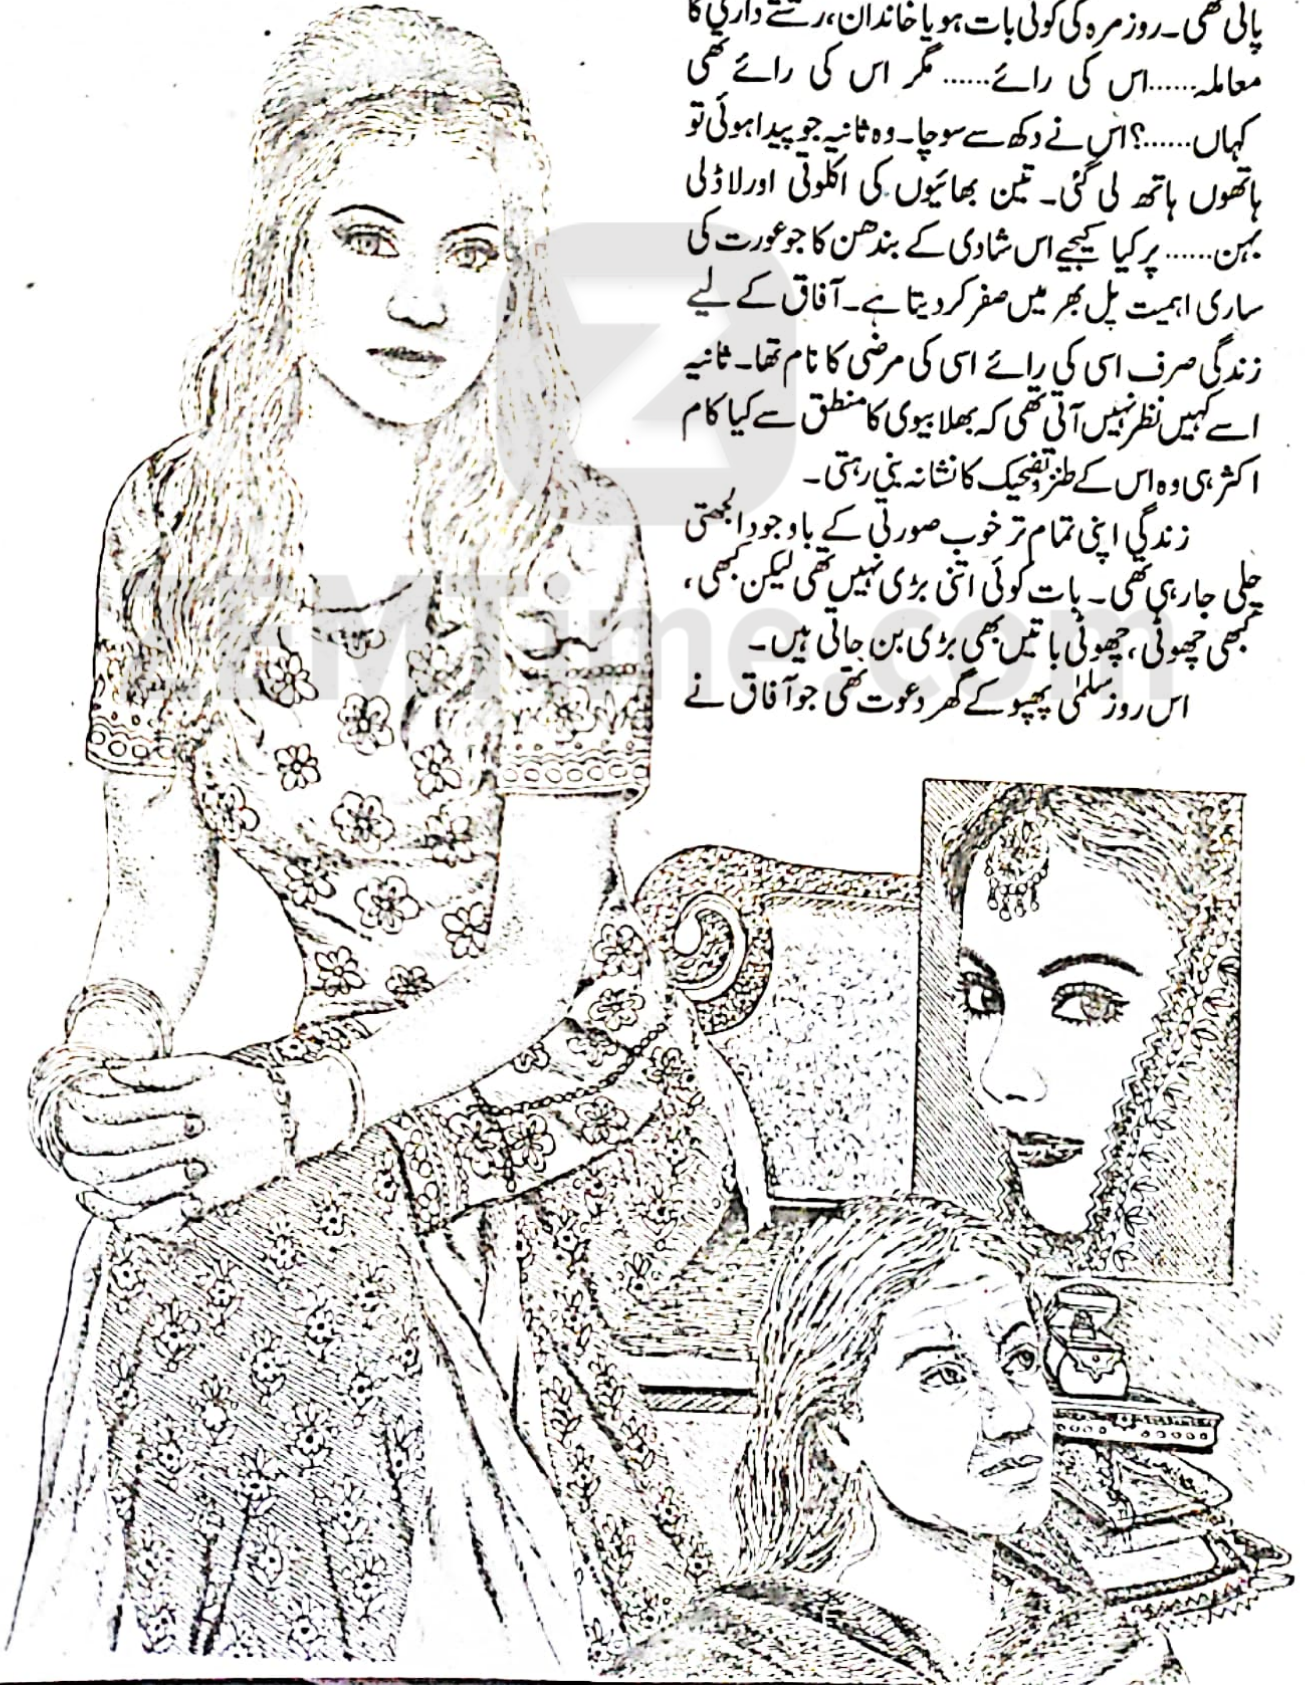 پاتی تھی۔ روزمرہ کی کوئی بات ہو یا خاندان، رشتے داری کا
معاملہ...... اس کی رائے...... مگر اس کی رائے تھی
کہاں......؟ اس نے دکھ سے سوچا۔ وہ ثانیہ جو پیدا ہوئی تو
ہاتھوں ہاتھ لی گئی۔ تین بھائیوں کی اکلوتی اور لاڈلی
بہن...... پر کیا کیجیے اس شادی کے بندھن کا جو عورت کی
ساری اہمیت پل بھر میں صفر کر دیتا ہے۔ آفاق کے لیے
زندگی صرف اسی کی رائے اسی کی مرضی کا نام تھا۔ ثانیہ
اسے کہیں نظر نہیں آتی تھی کہ بھلا بیوی کا منطق سے کیا کام
اکثر ہی وہ اس کے طنز و تضحیک کا نشانہ بنی رہتی۔
زندگی اپنی تمام تر خوب صورتی کے باوجود الجھتی
چلی جا رہی تھی۔ بات کوئی اتنی بڑی نہیں تھی لیکن کبھی،
کبھی چھوٹی، چھوٹی باتیں بھی بڑی بن جاتی ہیں۔
اس روز سلمٰی پھپو کے گھر دعوت تھی جو آفاق نے
ZEMTime.com